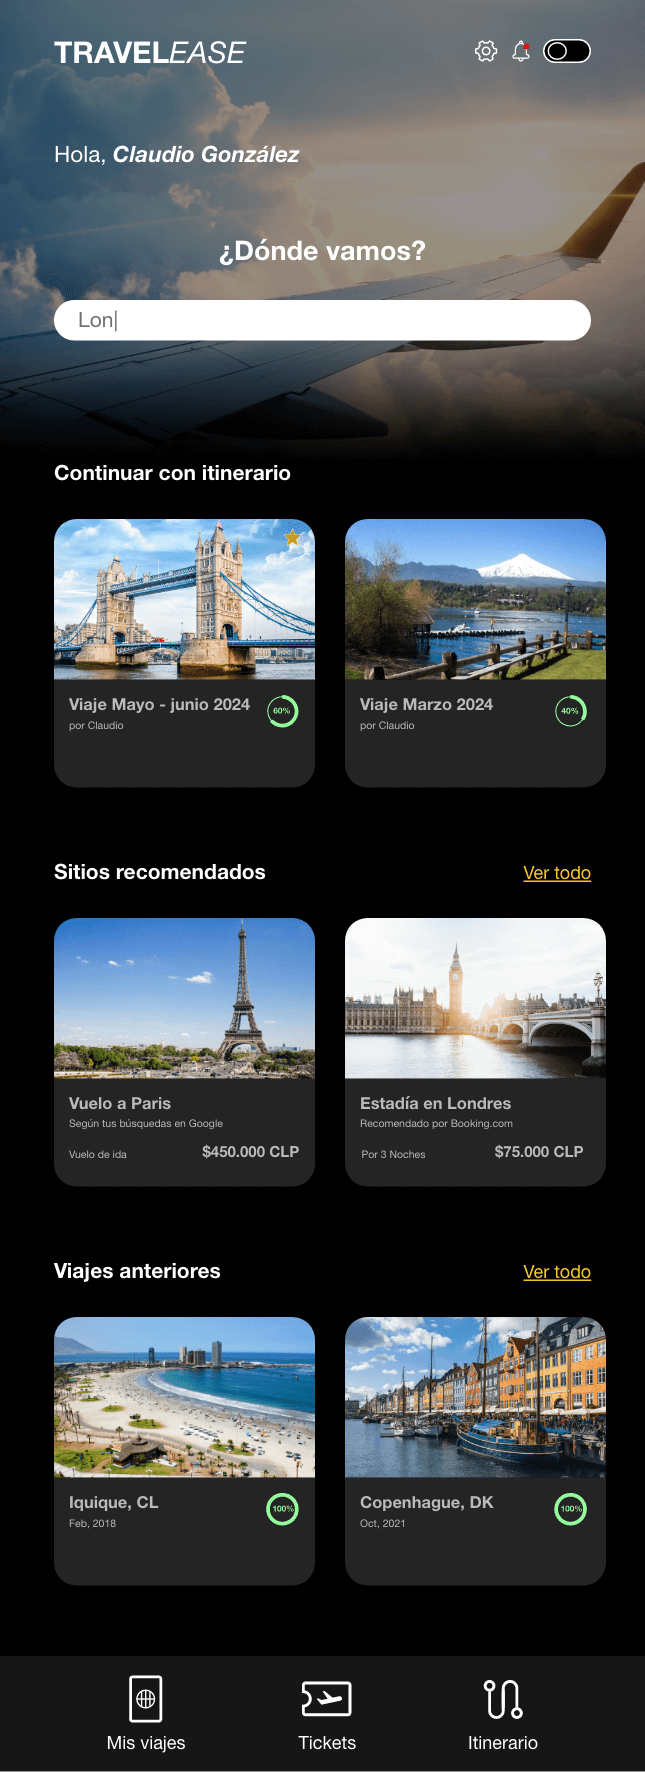 TRAVELEASE
Hola, Claudio González
¿Dónde vamos?
Lon|
Continuar con itinerario
Viaje Mayo - junio 2024
60%
por Claudio
Viaje Marzo 2024
40%
por Claudio
Sitios recomendados
Ver todo
Vuelo a Paris
Según tus búsquedas en Google
Vuelo de ida
$450.000 CLP
Estadía en Londres
Recomendado por Booking.com
Por 3 Noches
$75.000 CLP
Viajes anteriores
Ver todo
Iquique, CL
100%
Feb, 2018
Copenhague, DK
100%
Oct, 2021
Mis viajes
Tickets
Itinerario